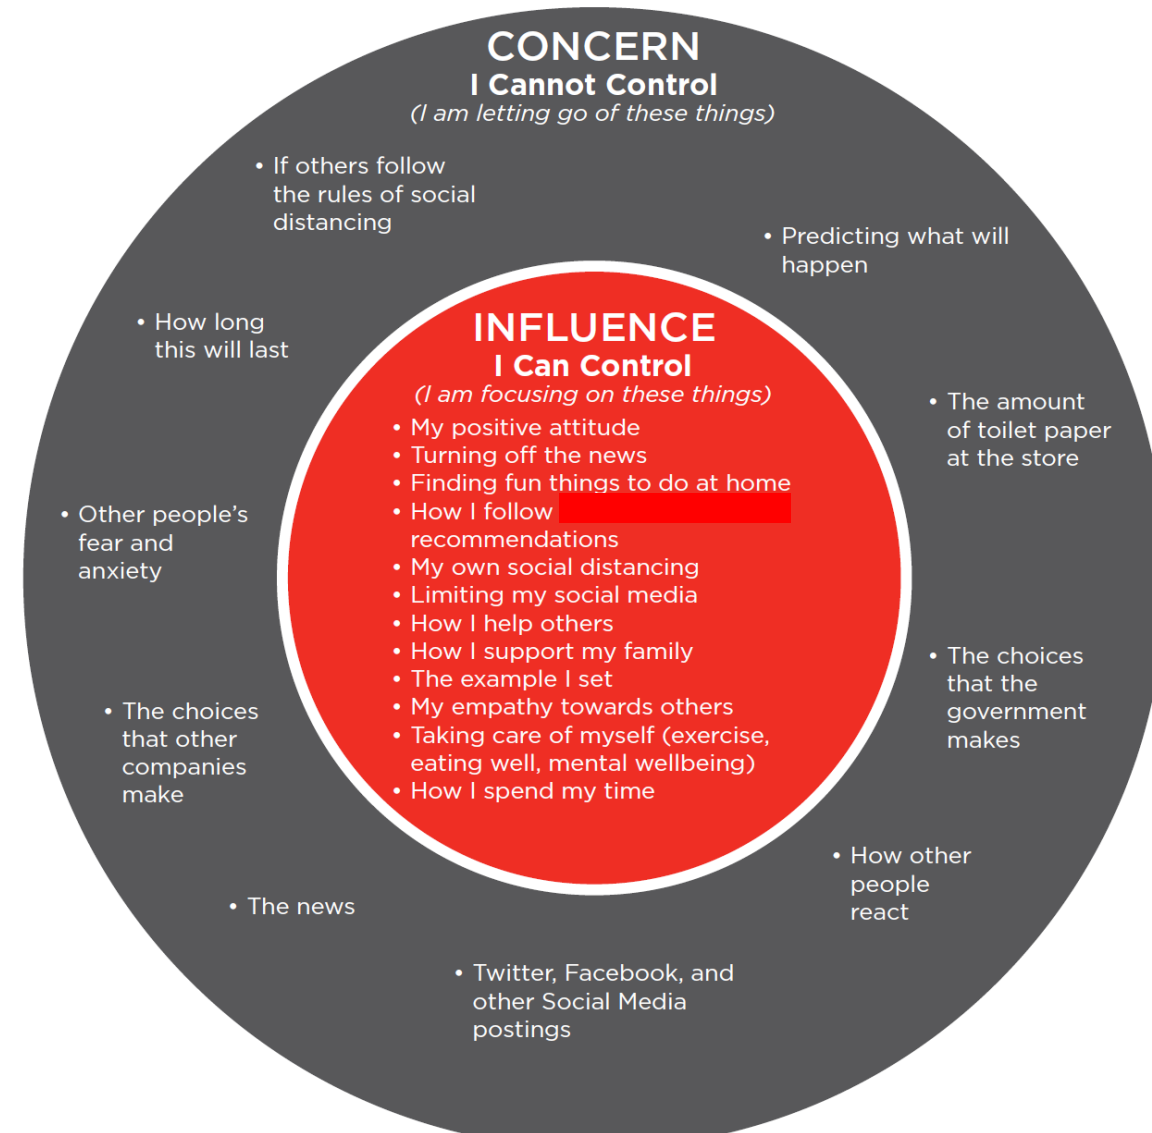 CONCERN
I Cannot Control
(I am letting go of these things)
• If others follow
the rules of social
distancing
• Predicting what will
happen
• How long
this will last
• The amount
of toilet paper
at the store
• Other people’s
fear and
anxiety
• The choices
that the
government
makes
• The choices
that other
companies
make
• How other
people
react
• The news
• Twitter, Facebook, and
other Social Media
postings
INFLUENCE
I Can Control
(I am focusing on these things)
• My positive attitude
• Turning off the news
• Finding fun things to do at home
• How I follow
recommendations
• My own social distancing
• Limiting my social media
• How I help others
• How I support my family
• The example I set
• My empathy towards others
• Taking care of myself (exercise,
eating well, mental wellbeing)
• How I spend my time